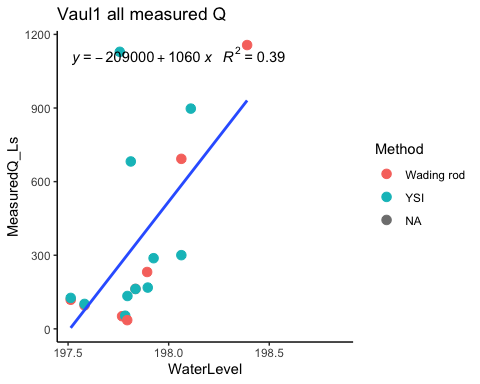 Vaul1 all measured Q
y = −209000 + 1060 x R² = 0.39
1200
900
600
300
0
MeasuredQ_Ls
197.5 198.0 198.5
WaterLevel
Method
Wading rod
YSI
NA